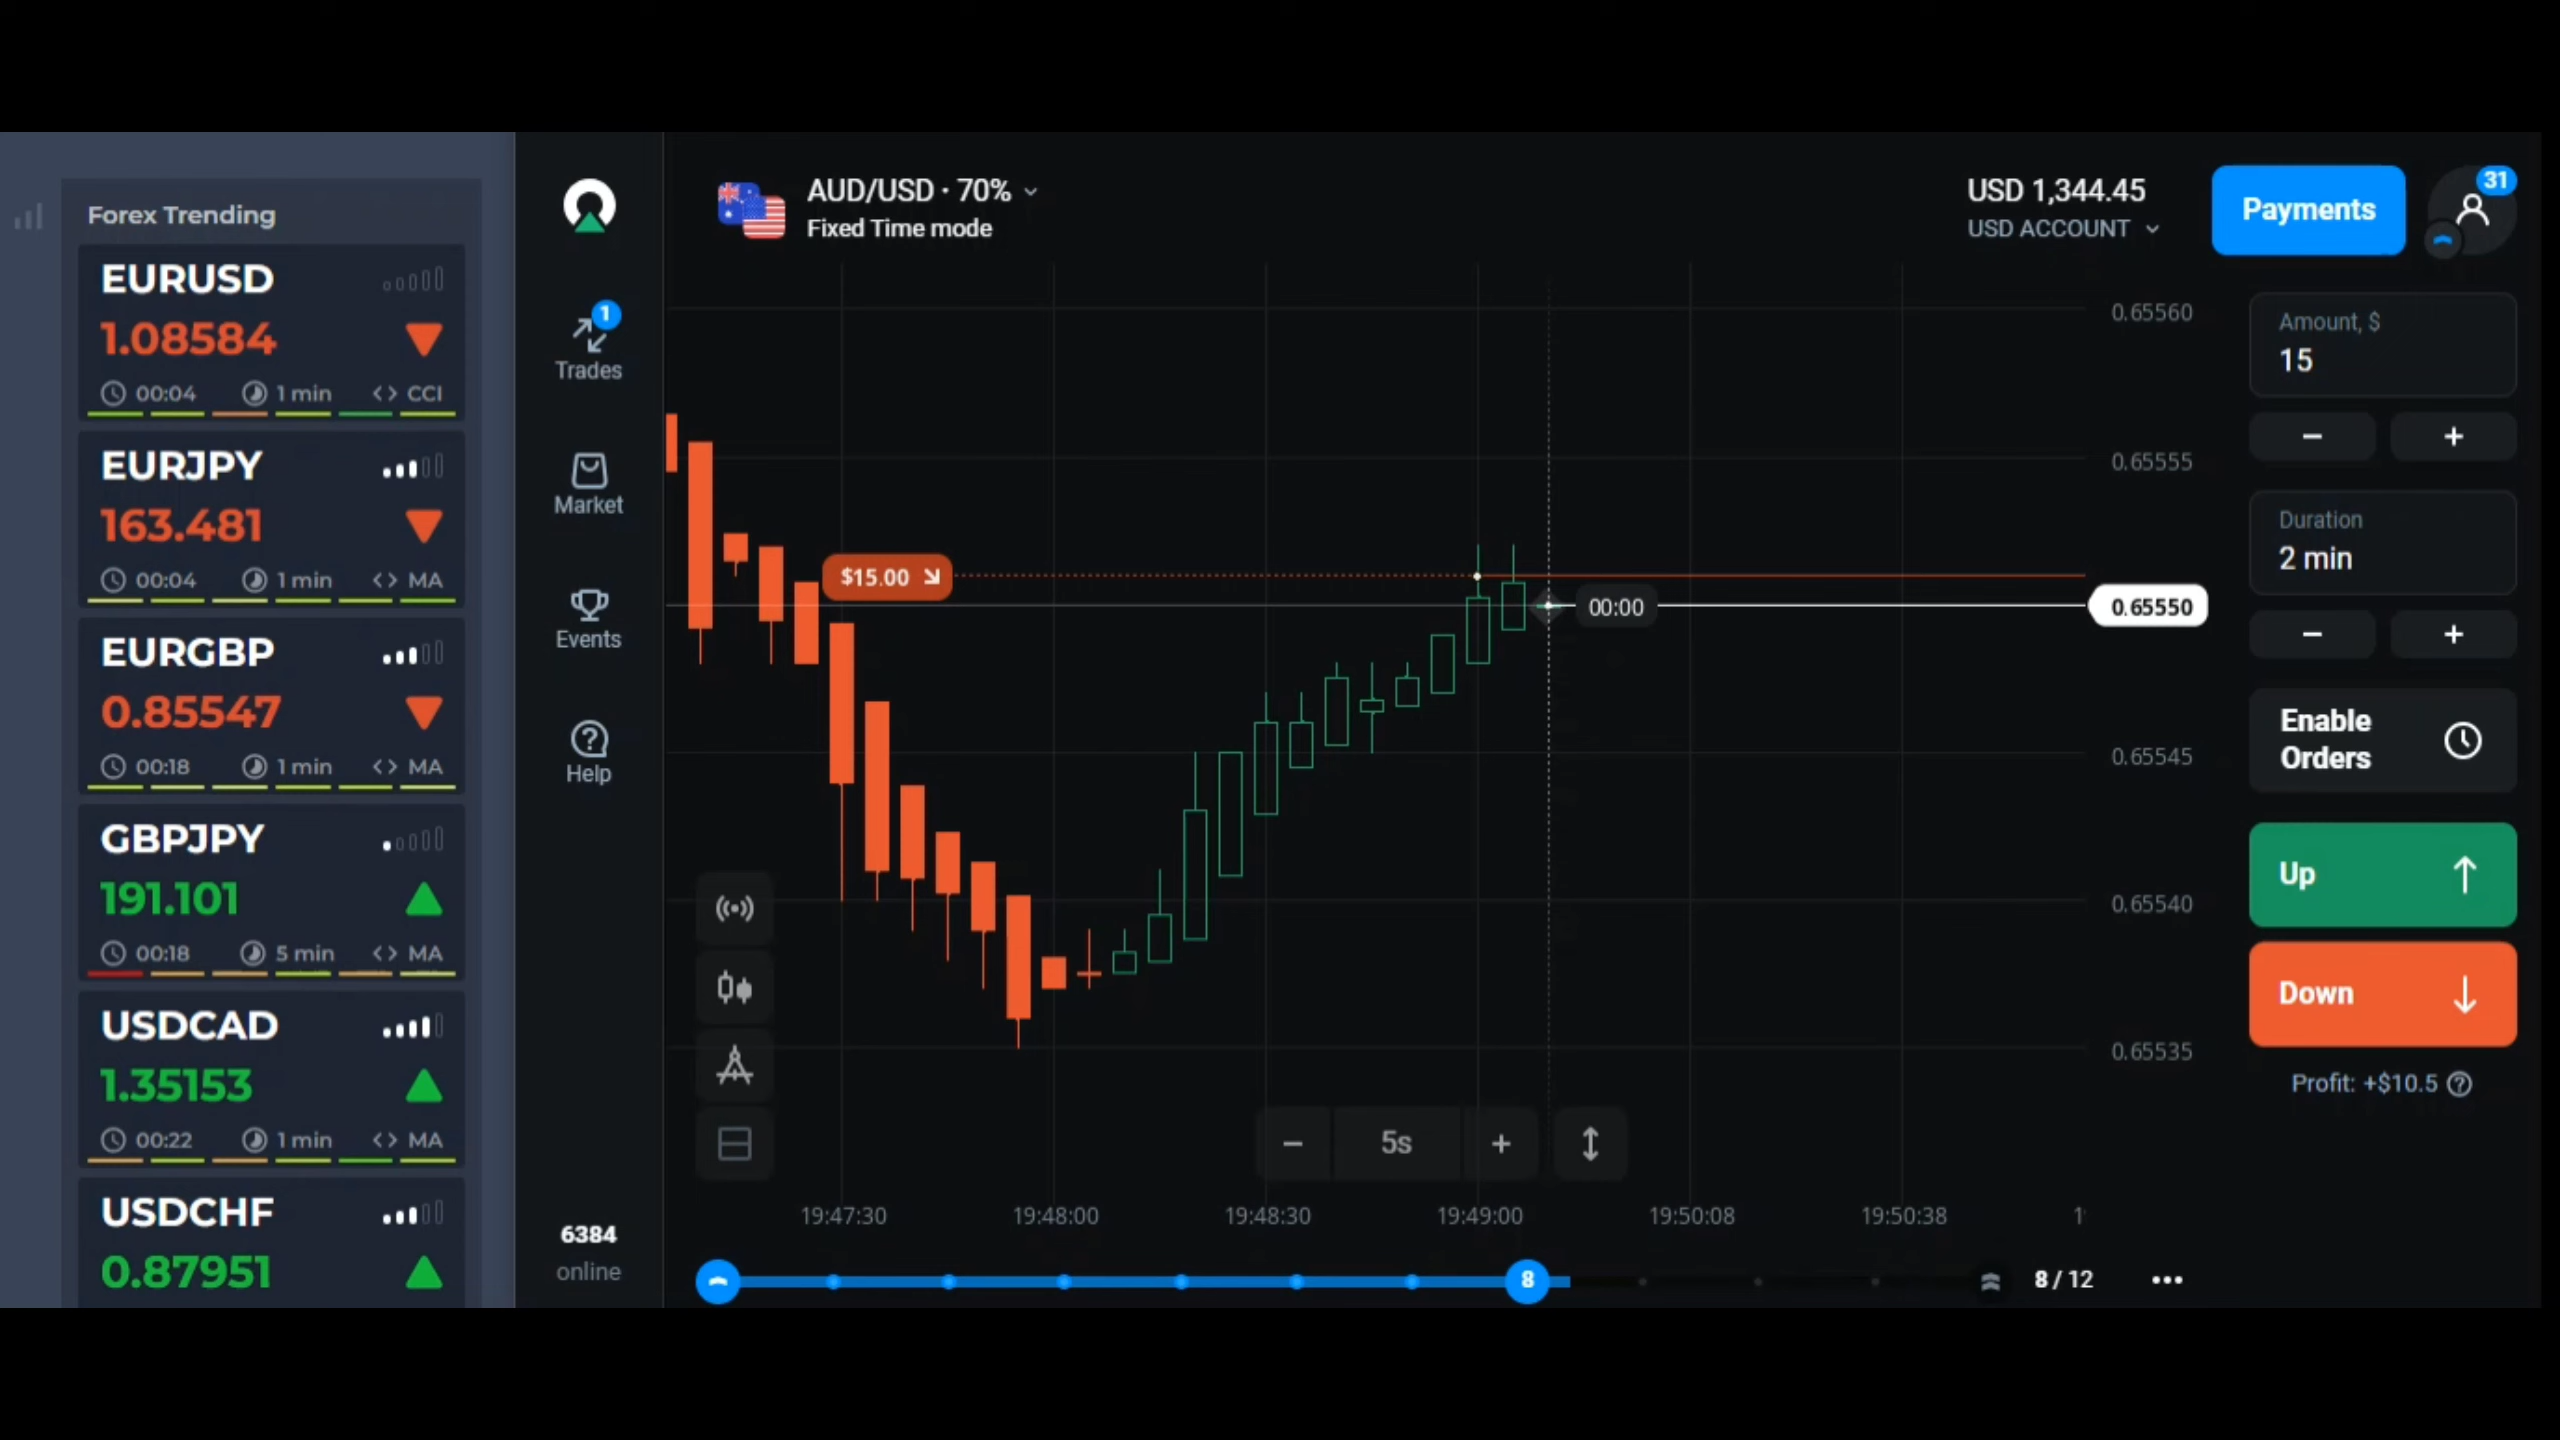 Forex Trending
EURUSD
1.08584
00:04 1 min <> CCI
EURJPY
163.481
00:04 1 min <> MA
EURGBP
0.85547
00:18 1 min <> MA
GBPJPY
191.101
00:18 5 min <> MA
USDCAD
1.35153
00:22 1 min <> MA
USDCHF
0.87951
1
Trades
Market
Events
Help
6384
online
AUD/USD • 70%
Fixed Time mode
USD 1,344.45
USD ACCOUNT
Payments
31
$15.00
00:00
0.65560
0.65555
0.65550
0.65545
0.65540
0.65535
− 5s +
19:47:30 19:48:00 19:48:30 19:49:00 19:50:08 19:50:38 1
8
8 / 12
•••
Amount, $
15
− +
Duration
2 min
− +
Enable
Orders
Up
Down
Profit: +$10.5